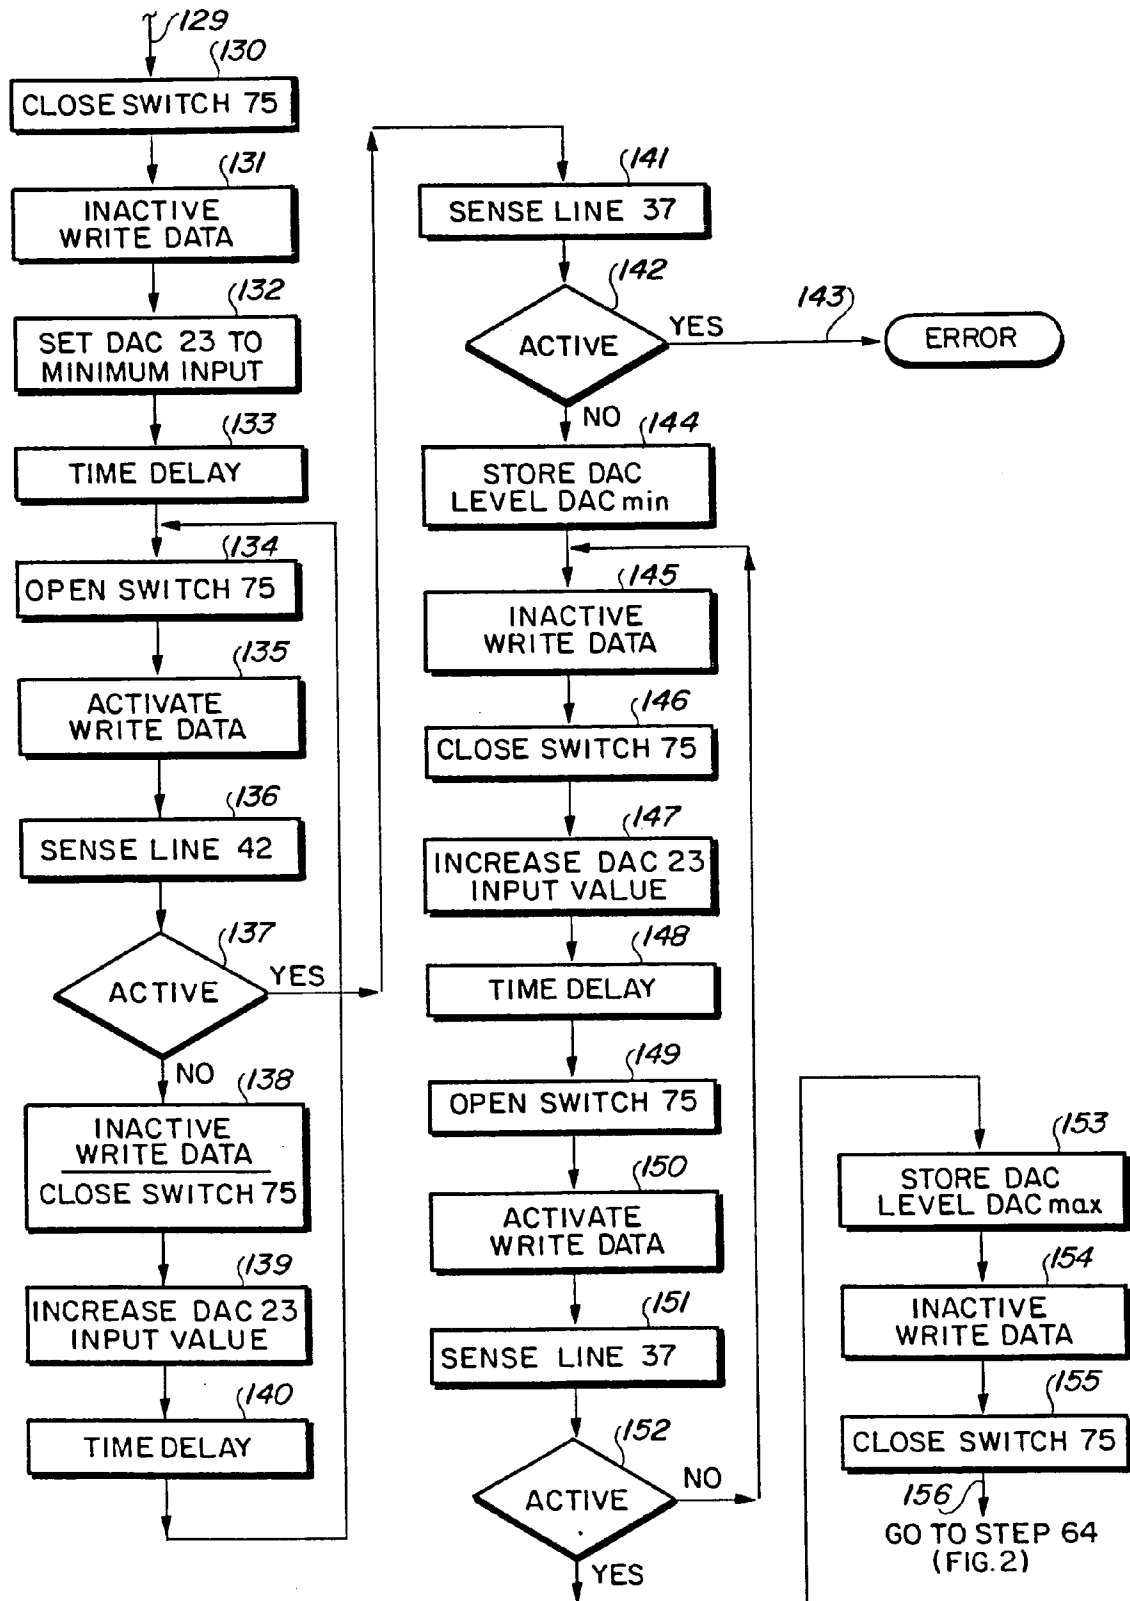 129
130
CLOSE SWITCH 75
131
INACTIVE
WRITE DATA
132
SET DAC 23 TO
MINIMUM INPUT
133
TIME DELAY
134
OPEN SWITCH 75
135
ACTIVATE
WRITE DATA
136
SENSE LINE 42
137
ACTIVE
YES
NO
138
INACTIVE
WRITE DATA
CLOSE SWITCH 75
139
INCREASE DAC 23
INPUT VALUE
140
TIME DELAY
141
SENSE LINE 37
142
ACTIVE
YES
143
ERROR
NO
144
STORE DAC
LEVEL DAC min
145
INACTIVE
WRITE DATA
146
CLOSE SWITCH 75
147
INCREASE DAC 23
INPUT VALUE
148
TIME DELAY
149
OPEN SWITCH 75
150
ACTIVATE
WRITE DATA
151
SENSE LINE 37
152
ACTIVE
NO
YES
153
STORE DAC
LEVEL DAC max
154
INACTIVE
WRITE DATA
155
CLOSE SWITCH 75
156
GO TO STEP 64
(FIG. 2)